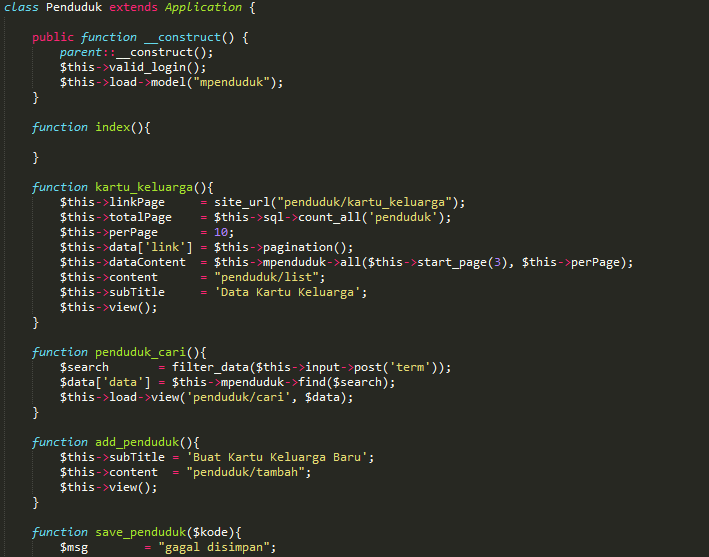 class Penduduk extends Application {
public function __construct() {
parent::__construct();
$this->valid_login();
$this->load->model("mpenduduk");
}
function index(){
}
function kartu_keluarga(){
$this->linkPage = site_url("penduduk/kartu_keluarga");
$this->totalPage = $this->sql->count_all('penduduk');
$this->perPage = 10;
$this->data['link'] = $this->pagination();
$this->dataContent = $this->mpenduduk->all($this->start_page(3), $this->perPage);
$this->content = "penduduk/list";
$this->subTitle = 'Data Kartu Keluarga';
$this->view();
}
function penduduk_cari(){
$search = filter_data($this->input->post('term'));
$data['data'] = $this->mpenduduk->find($search);
$this->load->view('penduduk/cari', $data);
}
function add_penduduk(){
$this->subTitle = 'Buat Kartu Keluarga Baru';
$this->content = "penduduk/tambah";
$this->view();
}
function save_penduduk($kode){
$msg = "gagal disimpan";